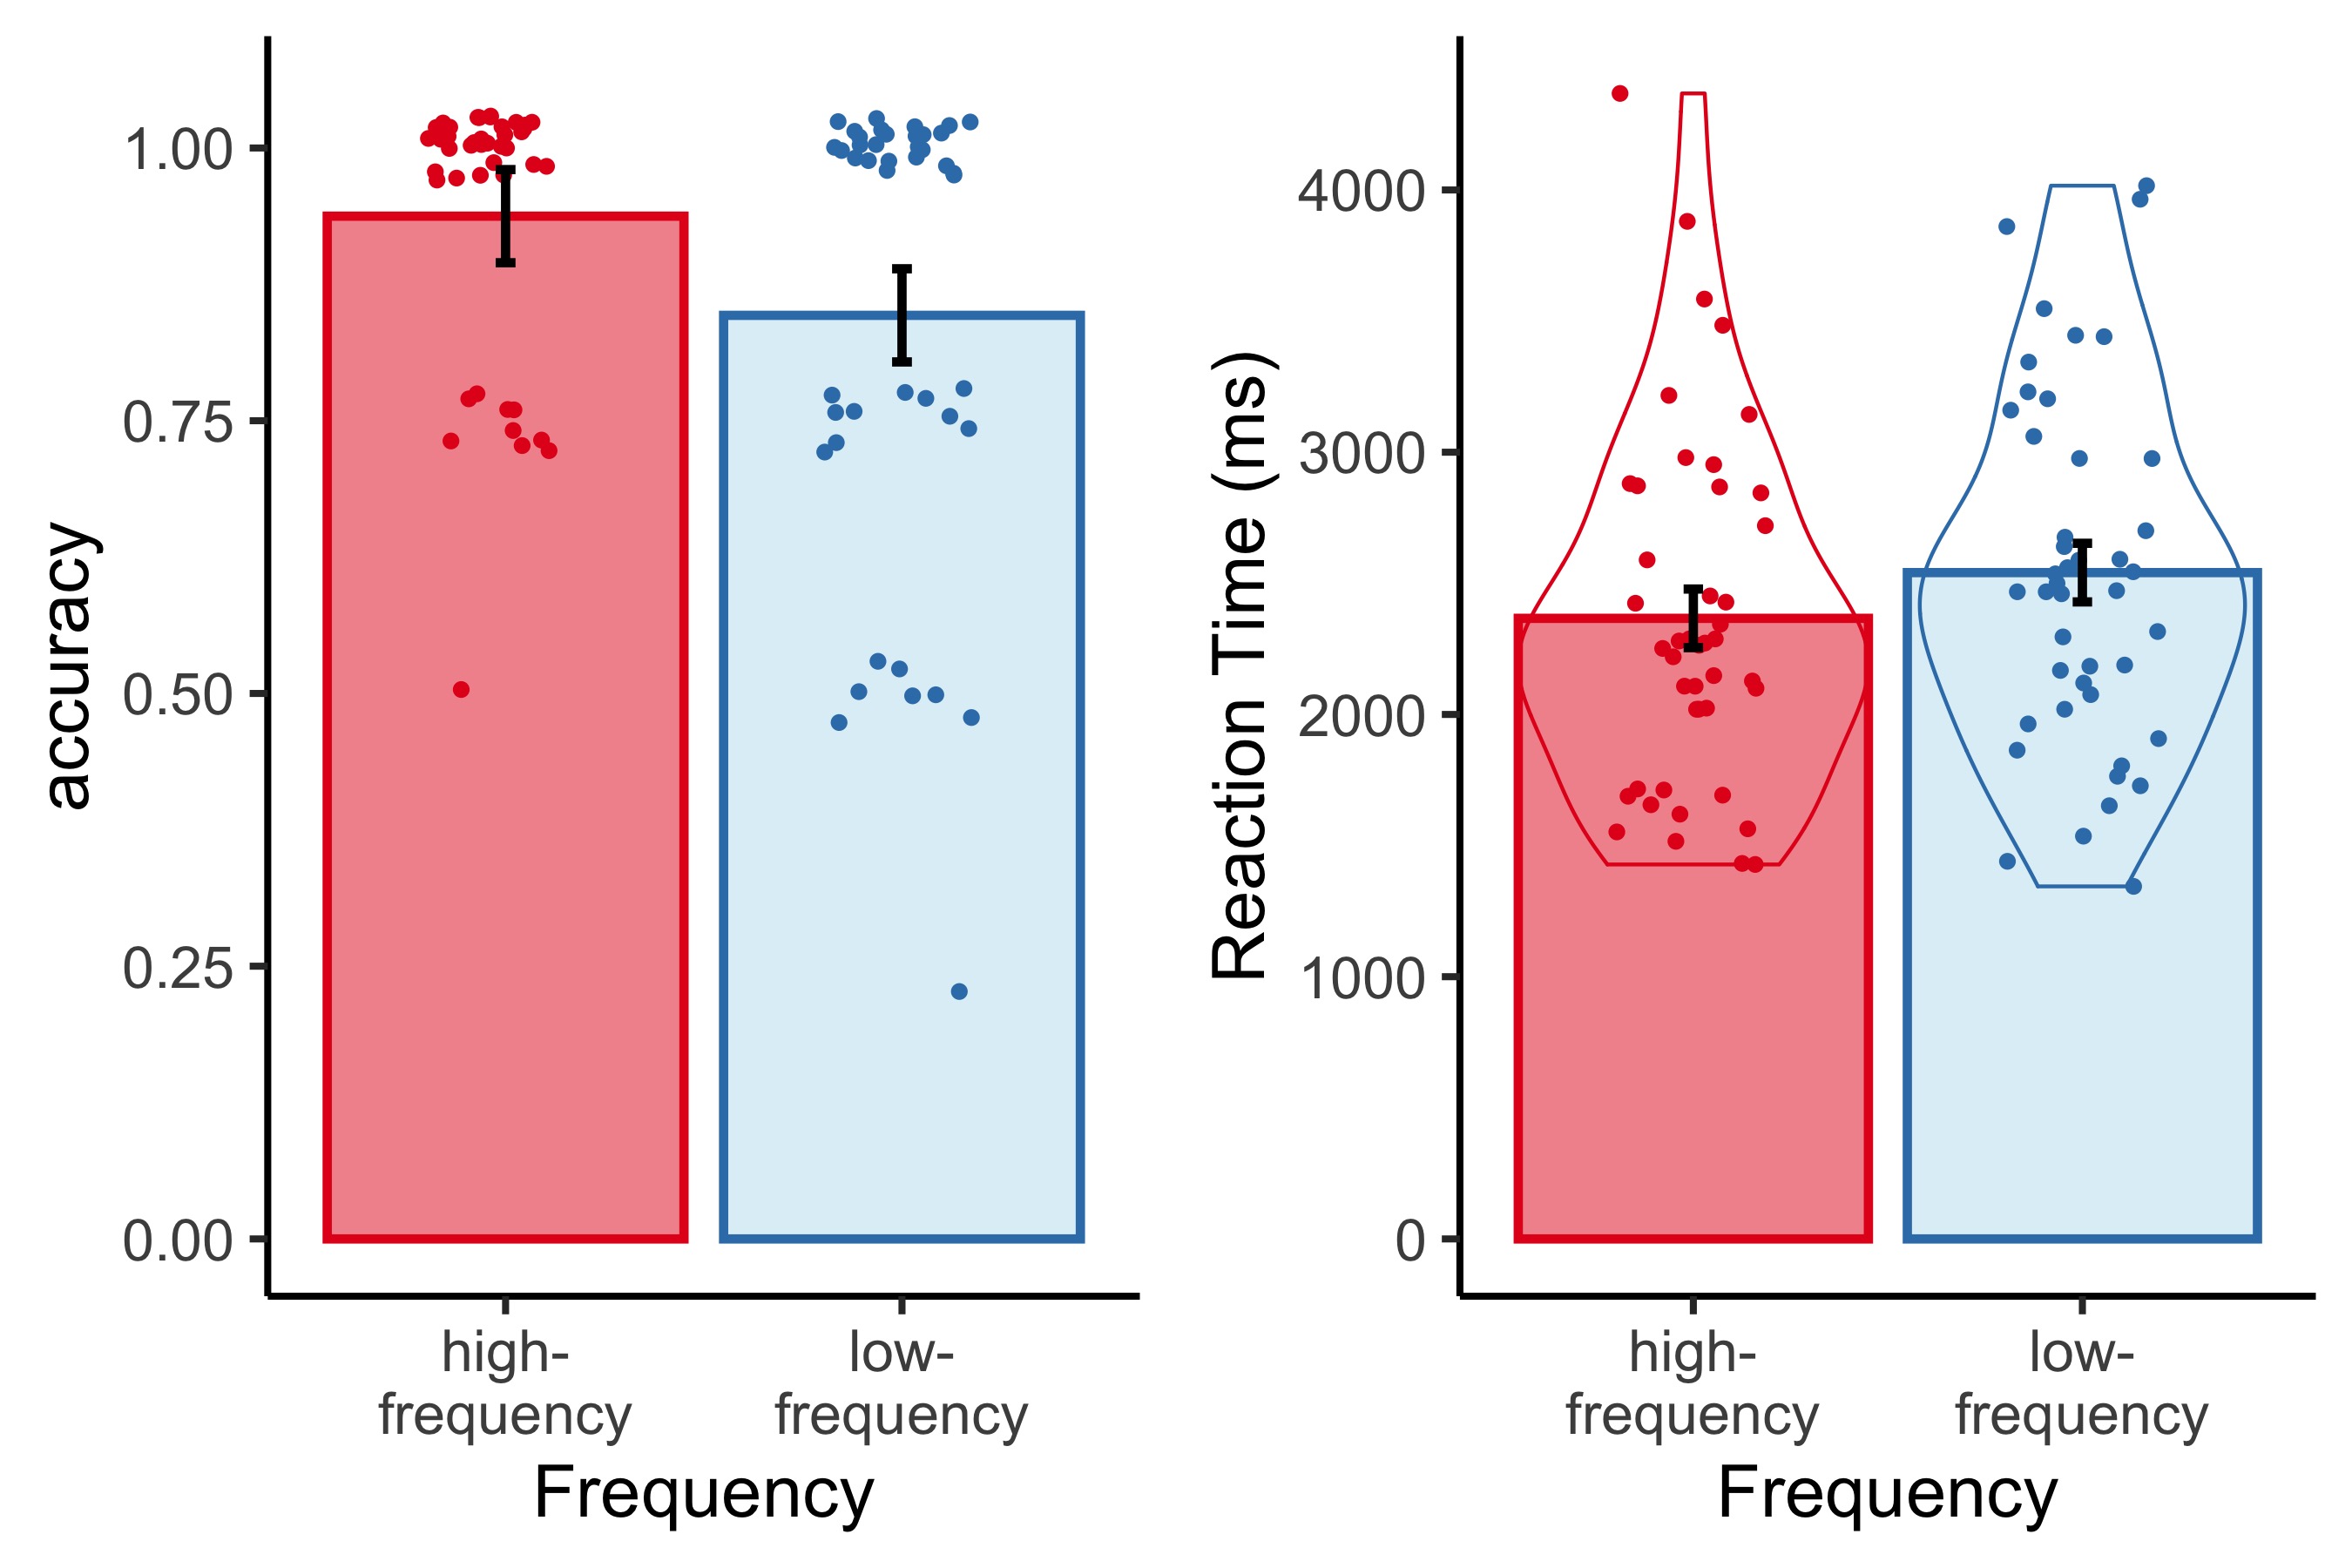 accuracy
1.00
0.75
0.50
0.25
0.00
high-
frequency
low-
frequency
Frequency
Reaction Time (ms)
4000
3000
2000
1000
0
high-
frequency
low-
frequency
Frequency